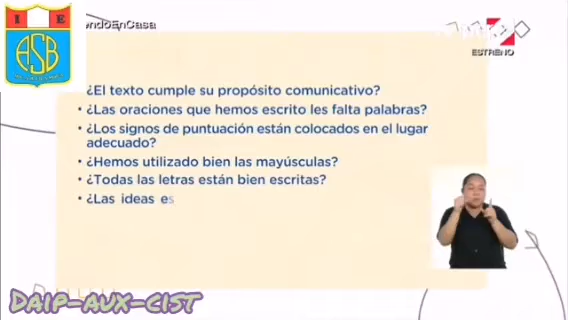 I E
ASB
ndoEnCasa
ESTRENO
¿El texto cumple su propósito comunicativo?
• ¿Las oraciones que hemos escrito les falta palabras?
• ¿Los signos de puntuación están colocados en el lugar
adecuado?
• ¿Hemos utilizado bien las mayúsculas?
• ¿Todas las letras están bien escritas?
• ¿Las ideas es
DAIP-AUX-CIST